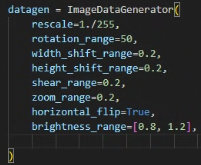 datagen = ImageDataGenerator(
    rescale=1./255,
    rotation_range=50,
    width_shift_range=0.2,
    height_shift_range=0.2,
    shear_range=0.2,
    zoom_range=0.2,
    horizontal_flip=True,
    brightness_range=[0.8, 1.2],
)